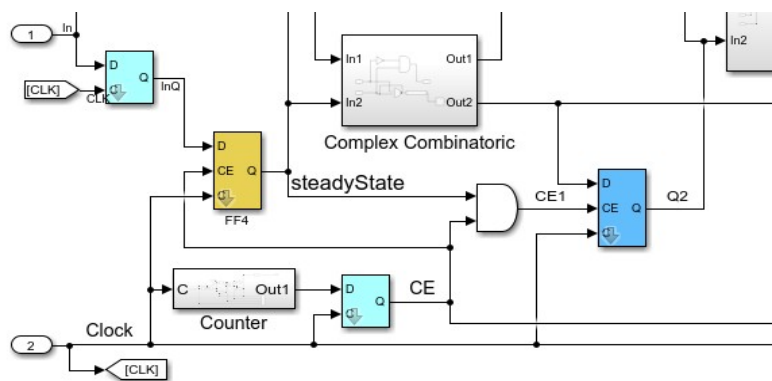 In
1
D
Q
InQ
[CLK]
CLK
In1
Out1
In2
Out2
Complex Combinatoric
In2
D
CE
Q
C
FF4
steadyState
CE1
D
CE
Q
C
Q2
C
Out1
Counter
D
Q
C
CE
2
Clock
[CLK]